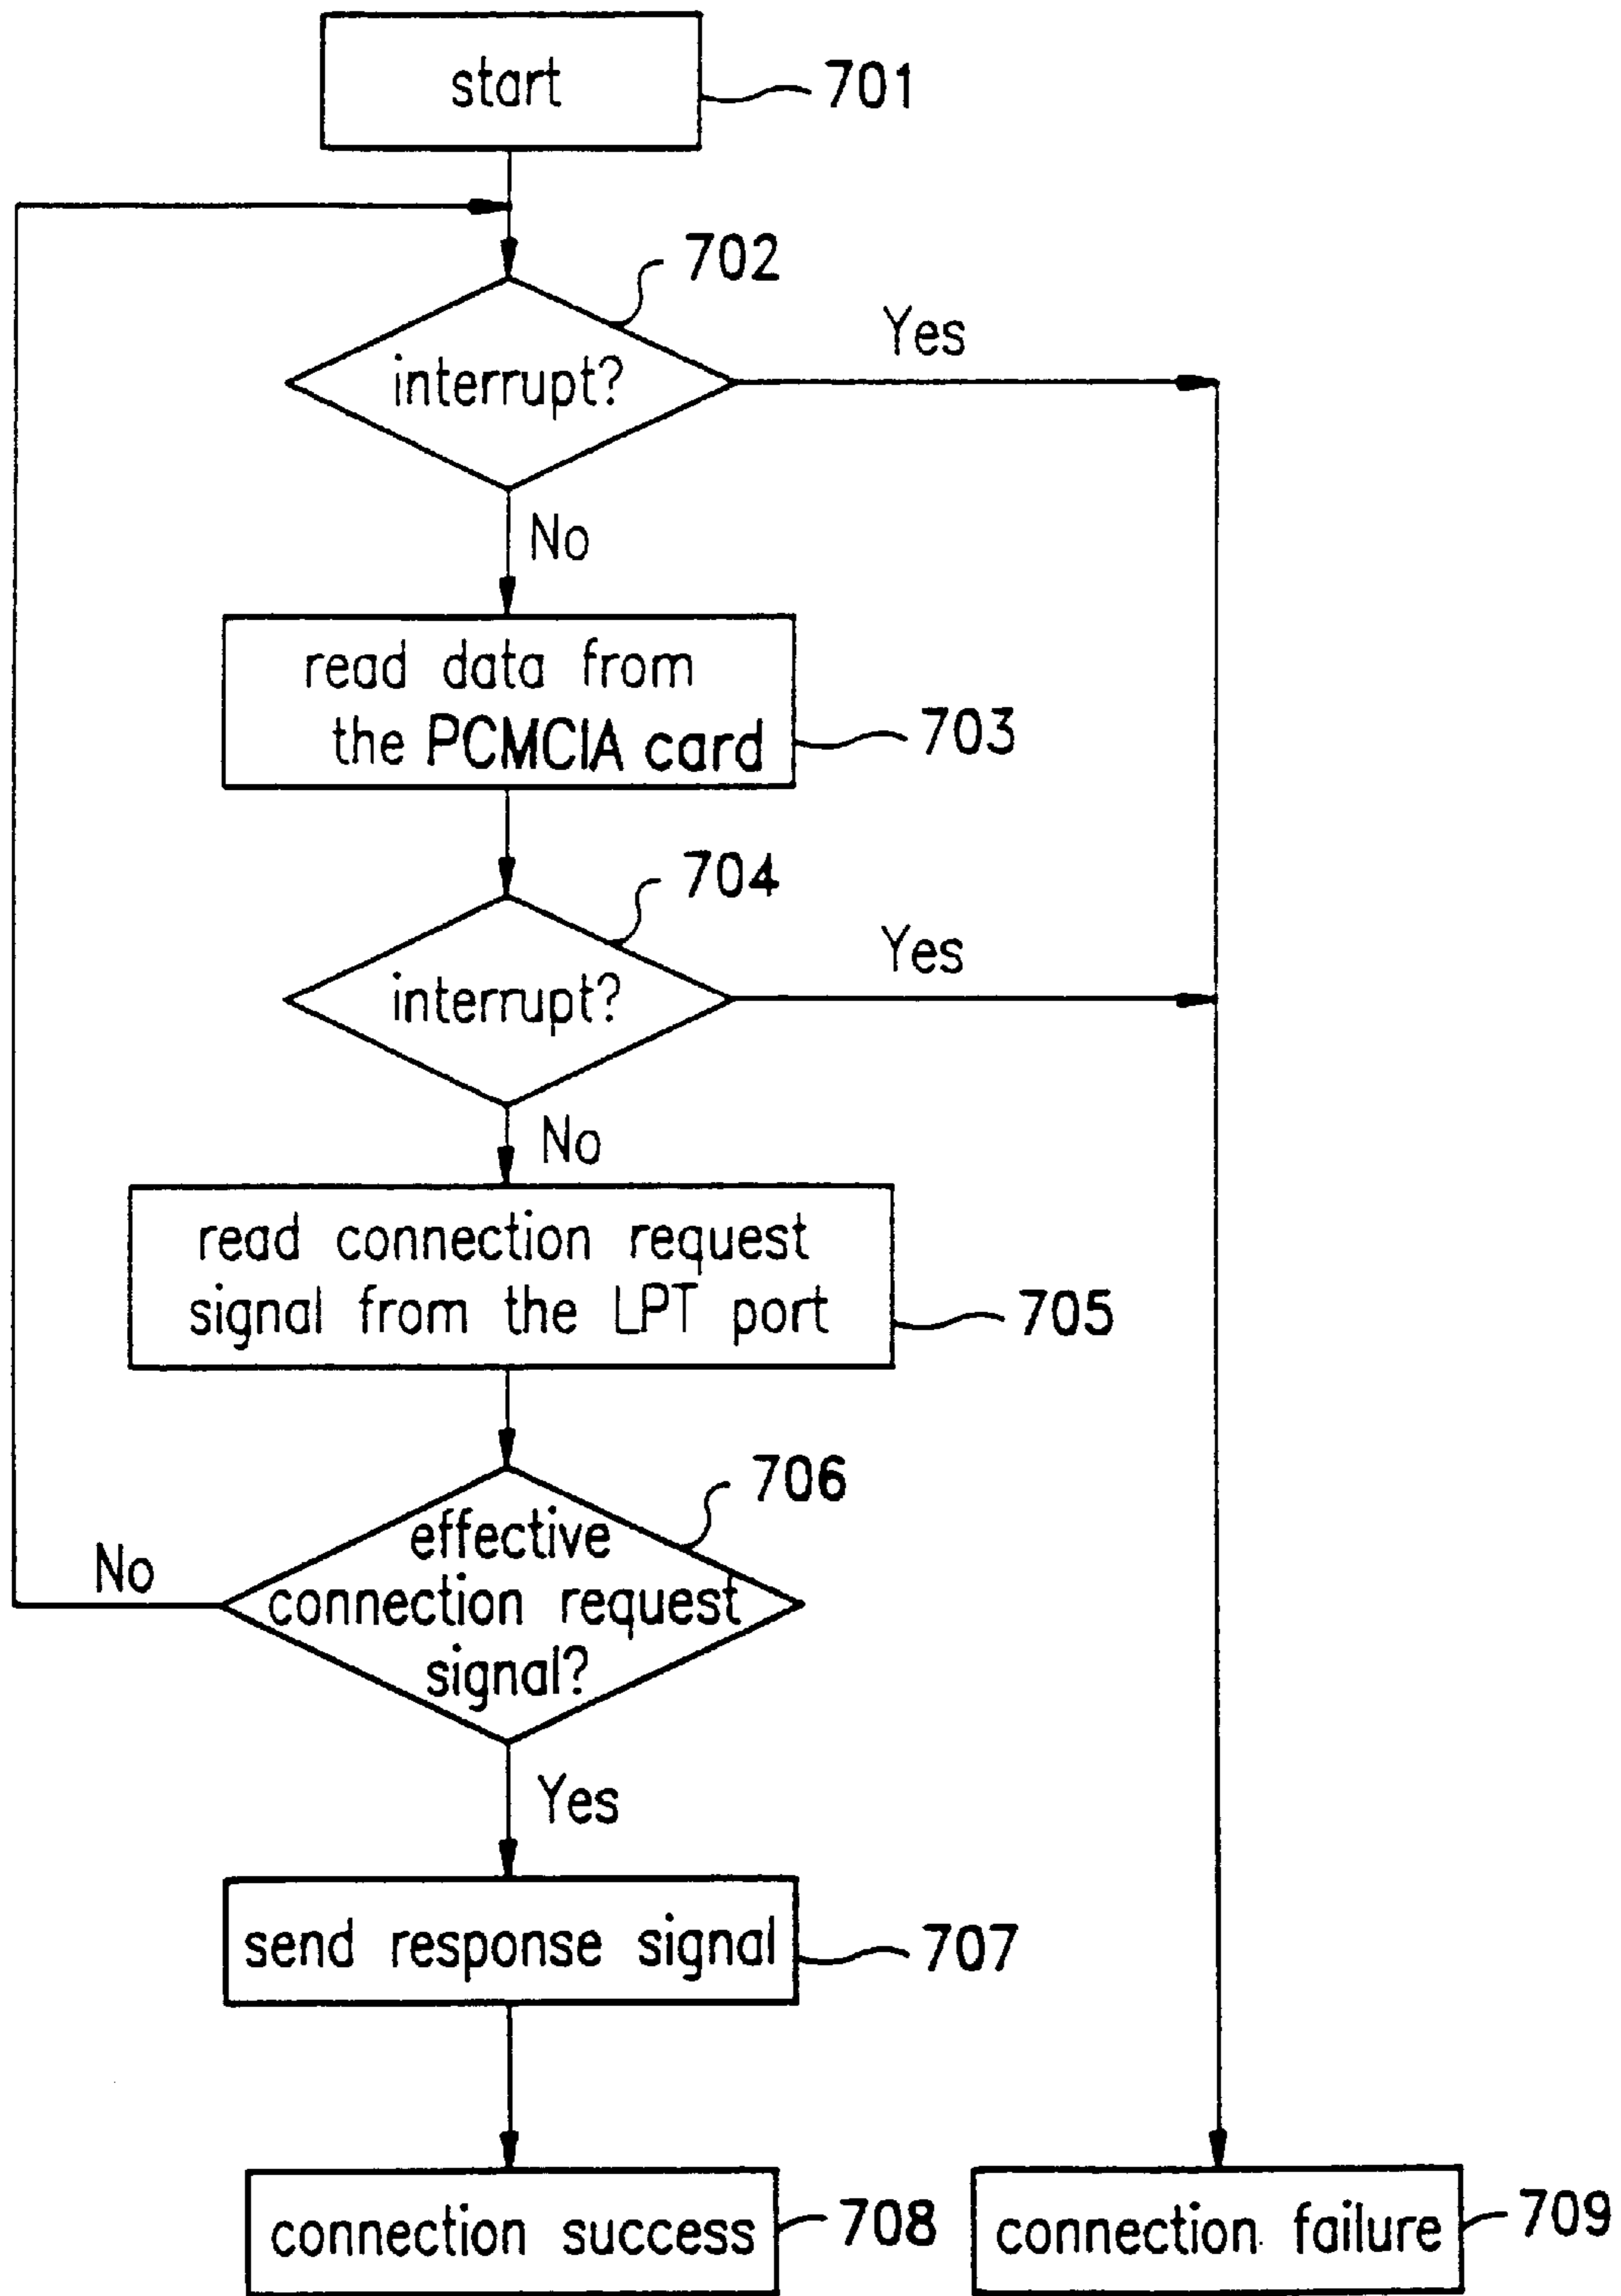 start
701
702
interrupt?
Yes
No
read data from
the PCMCIA card
703
704
interrupt?
Yes
No
read connection request
signal from the LPT port
705
706
effective
connection request
signal?
No
Yes
send response signal
707
connection success
708
connection failure
709